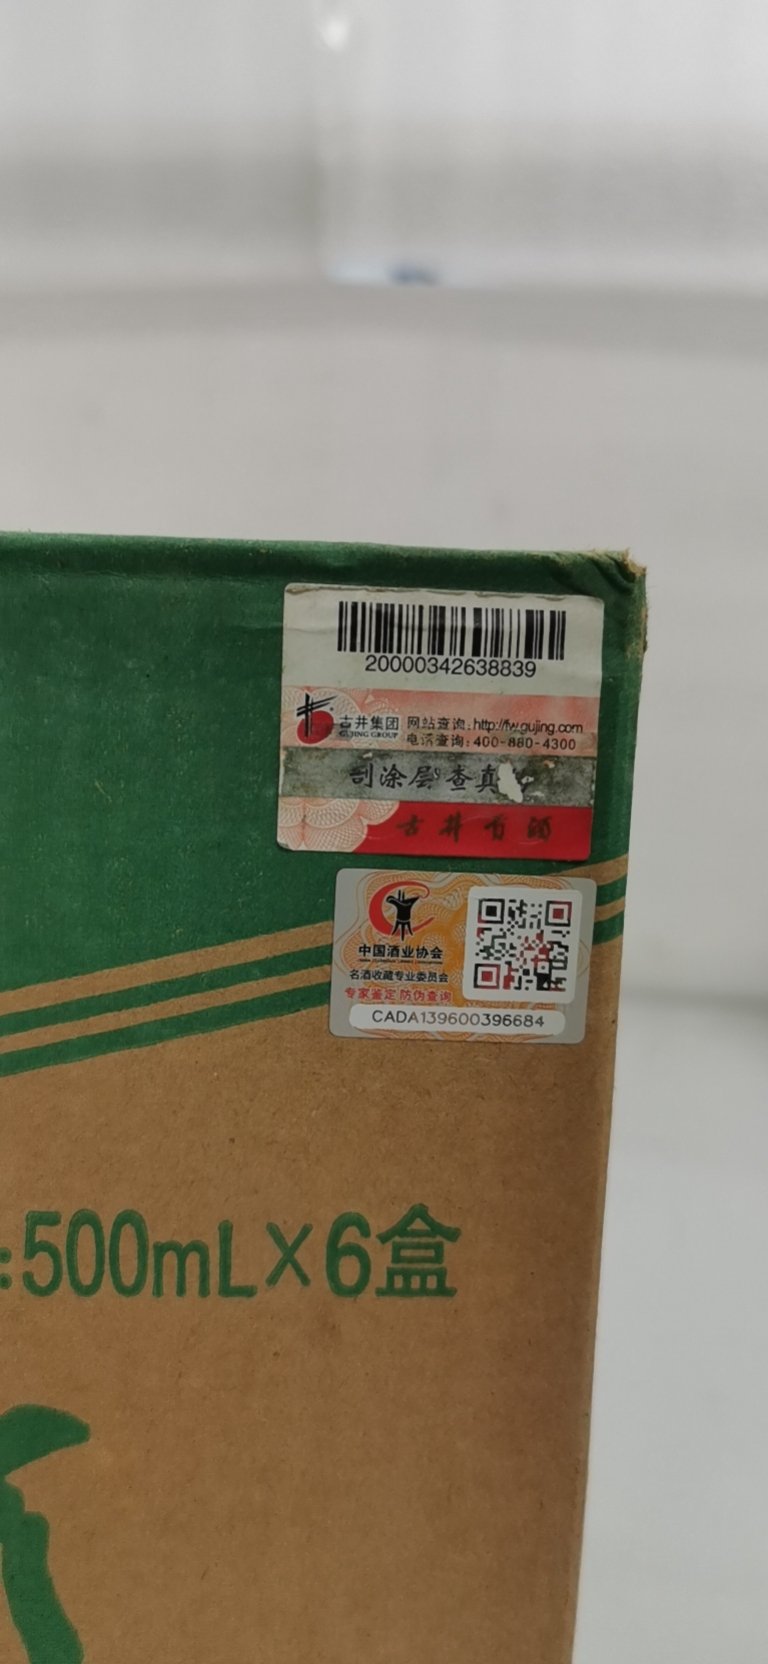 20000342638839
古井集团 网站查询:http://fw.gujing.com
GUJING GROUP 电话查询:400-880-4300
刮涂层 查真
古井贡酒
中国酒业协会
名酒收藏专业委员会
专家鉴定 防伪查询
CADA139600396684
:500mL×6盒